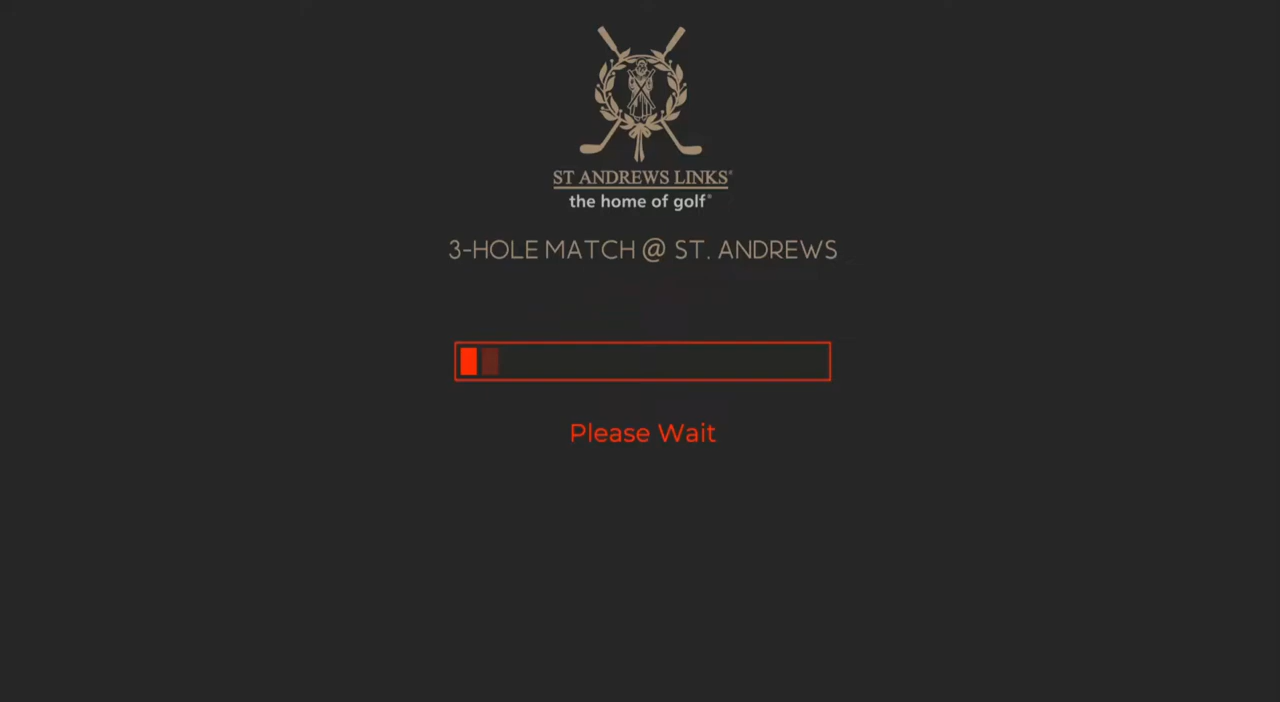 ST ANDREWS LINKS®
the home of golf®
3-HOLE MATCH @ ST. ANDREWS
Please Wait